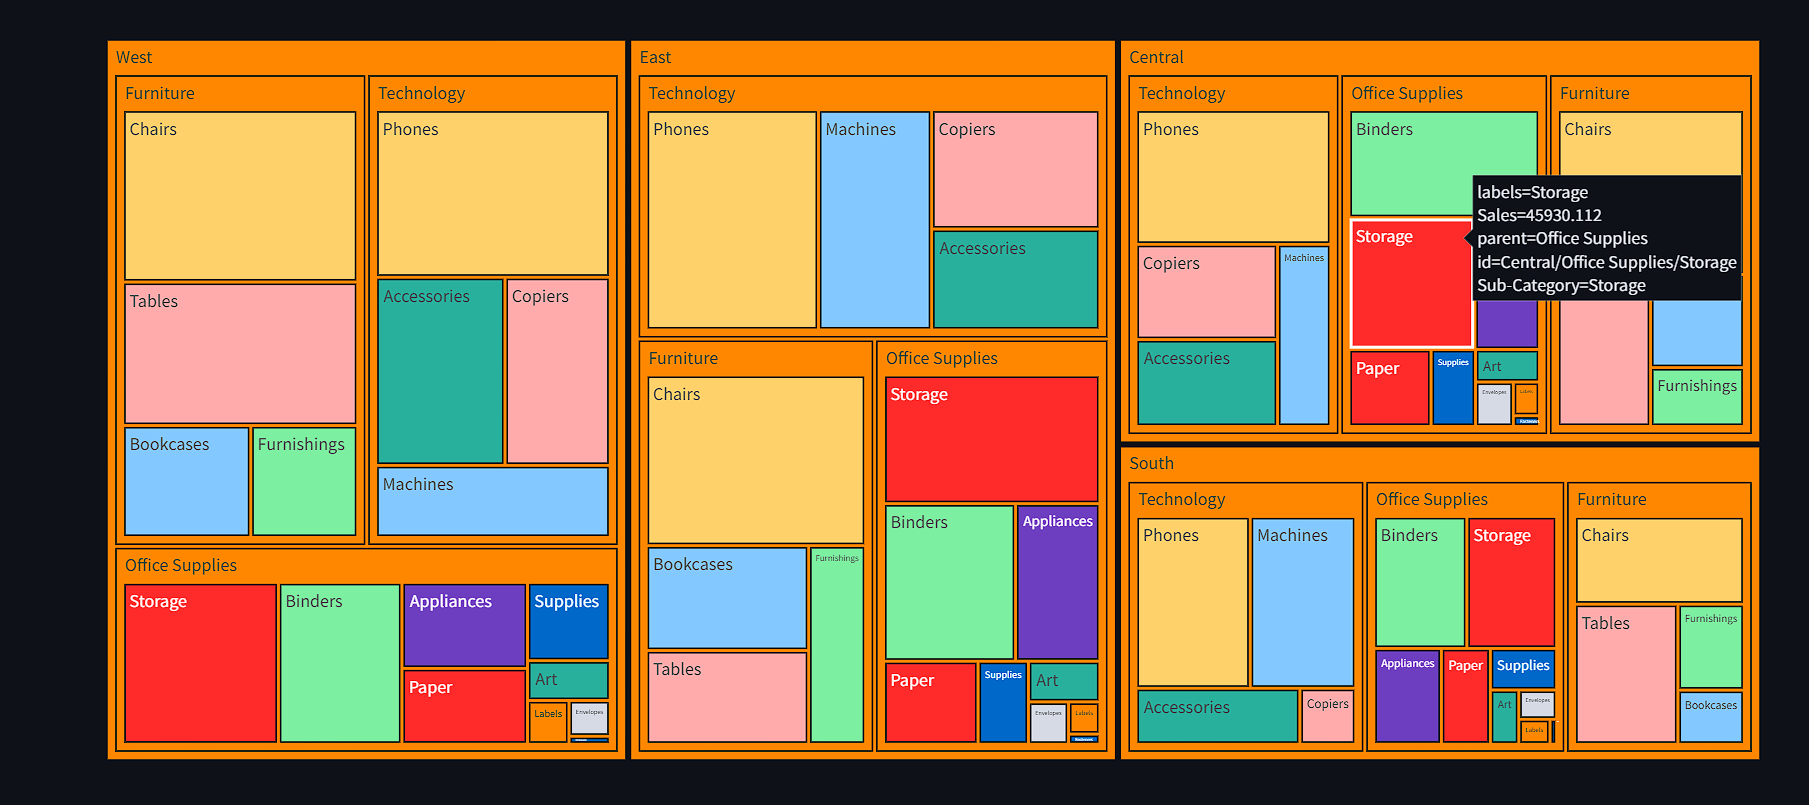 West
Furniture
Chairs
Tables
Bookcases
Furnishings
Technology
Phones
Accessories
Copiers
Machines
Office Supplies
Storage
Binders
Appliances
Paper
Supplies
Art
Labels
Envelopes
East
Technology
Phones
Machines
Copiers
Accessories
Furniture
Chairs
Bookcases
Tables
Furnishings
Office Supplies
Storage
Binders
Appliances
Paper
Supplies
Art
Envelopes
Labels
Central
Technology
Phones
Copiers
Accessories
Machines
Office Supplies
Binders
Storage
Paper
Supplies
Art
Envelopes
Labels
Furniture
Chairs
Furnishings
labels=Storage
Sales=45930.112
parent=Office Supplies
id=Central/Office Supplies/Storage
Sub-Category=Storage
South
Technology
Phones
Machines
Accessories
Copiers
Office Supplies
Binders
Storage
Appliances
Paper
Supplies
Art
Envelopes
Labels
Furniture
Chairs
Tables
Furnishings
Bookcases